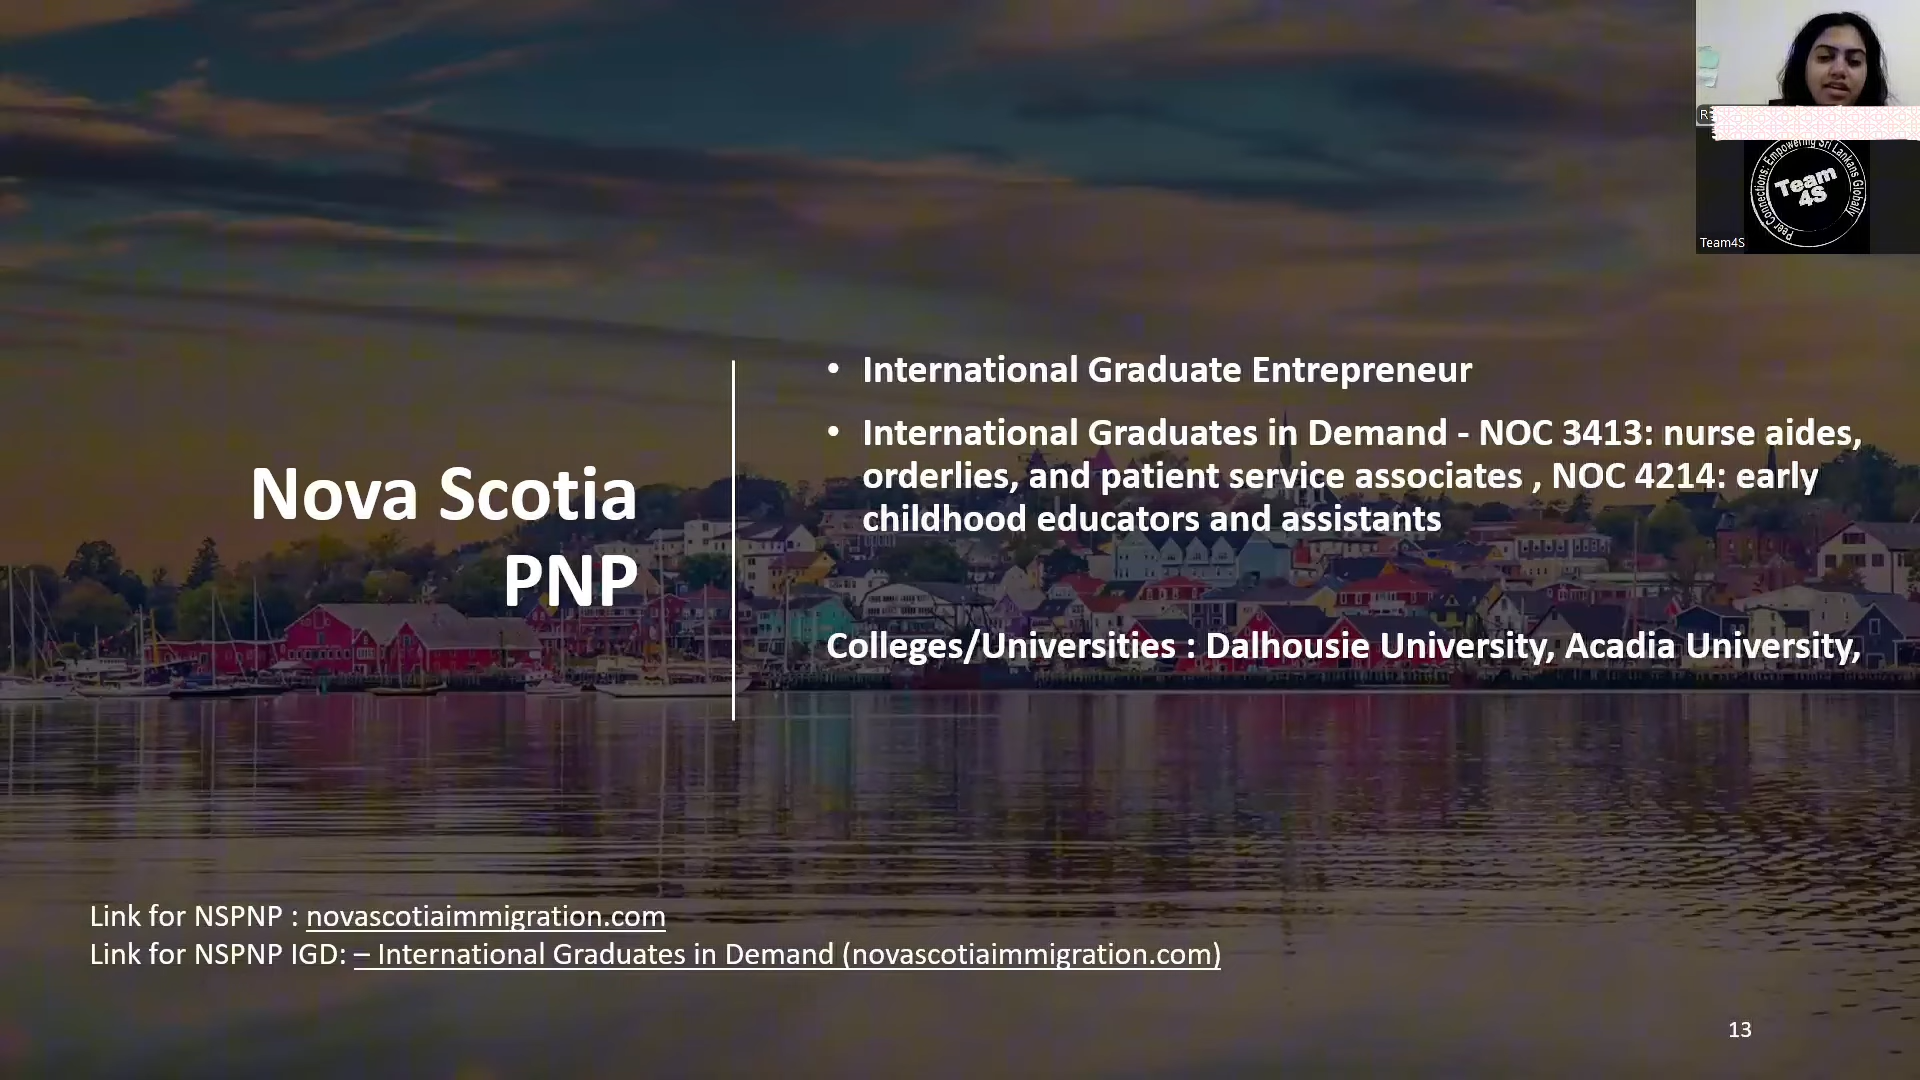 Nova Scotia
PNP
• International Graduate Entrepreneur
• International Graduates in Demand - NOC 3413: nurse aides,
orderlies, and patient service associates , NOC 4214: early
childhood educators and assistants
Colleges/Universities : Dalhousie University, Acadia University,
Link for NSPNP : novascotiaimmigration.com
Link for NSPNP IGD: – International Graduates in Demand (novascotiaimmigration.com)
13
R
Peer Connections: Empowering Sri Lankans Globally
Team
4S
Team4S